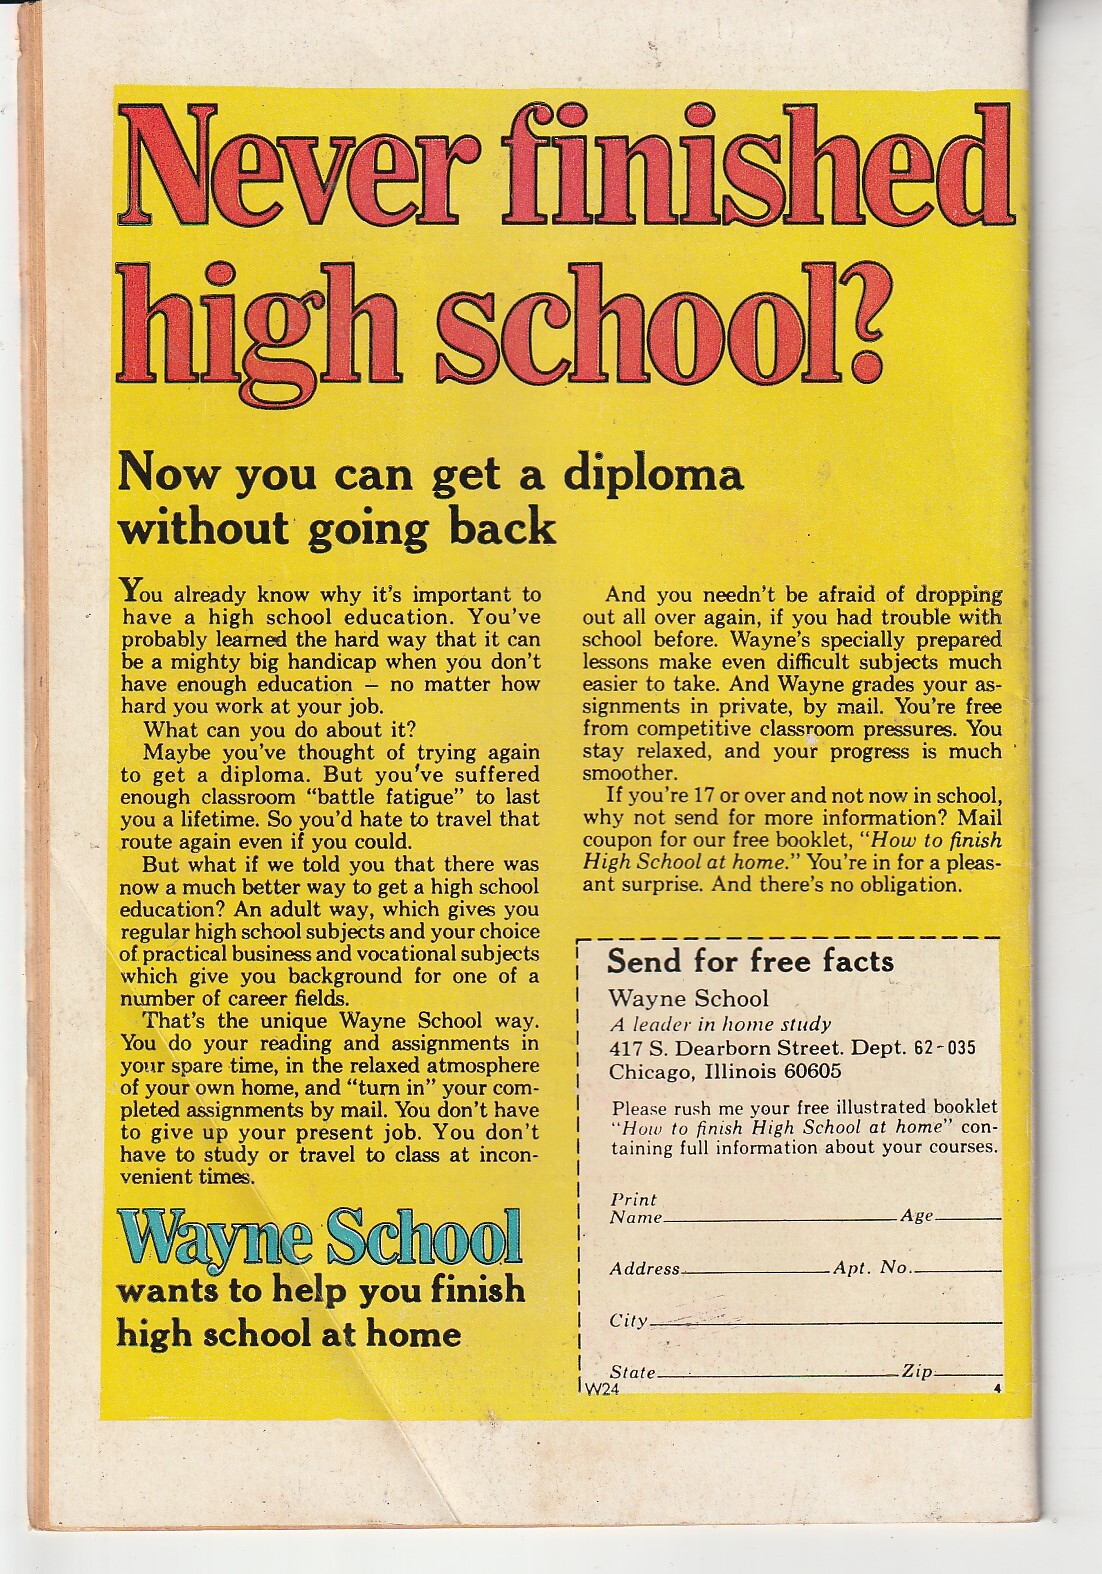 Never finished
high school?
Now you can get a diploma
without going back
You already know why it's important to
have a high school education. You've
probably learned the hard way that it can
be a mighty big handicap when you don't
have enough education – no matter how
hard you work at your job.
What can you do about it?
Maybe you've thought of trying again
to get a diploma. But you've suffered
enough classroom "battle fatigue" to last
you a lifetime. So you'd hate to travel that
route again even if you could.
But what if we told you that there was
now a much better way to get a high school
education? An adult way, which gives you
regular high school subjects and your choice
of practical business and vocational subjects
which give you background for one of a
number of career fields.
That's the unique Wayne School way.
You do your reading and assignments in
your spare time, in the relaxed atmosphere
of your own home, and "turn in" your com-
pleted assignments by mail. You don't have
to give up your present job. You don't
have to study or travel to class at incon-
venient times.
Wayne School
wants to help you finish
high school at home
And you needn't be afraid of dropping
out all over again, if you had trouble with
school before. Wayne's specially prepared
lessons make even difficult subjects much
easier to take. And Wayne grades your as-
signments in private, by mail. You're free
from competitive classroom pressures. You
stay relaxed, and your progress is much
smoother.
If you're 17 or over and not now in school,
why not send for more information? Mail
coupon for our free booklet, "How to finish
High School at home." You're in for a pleas-
ant surprise. And there's no obligation.
Send for free facts
Wayne School
A leader in home study
417 S. Dearborn Street. Dept. 62-035
Chicago, Illinois 60605
Please rush me your free illustrated booklet
"How to finish High School at home" con-
taining full information about your courses.
Print
Name Age
Address Apt. No.
City
State Zip
W24 4